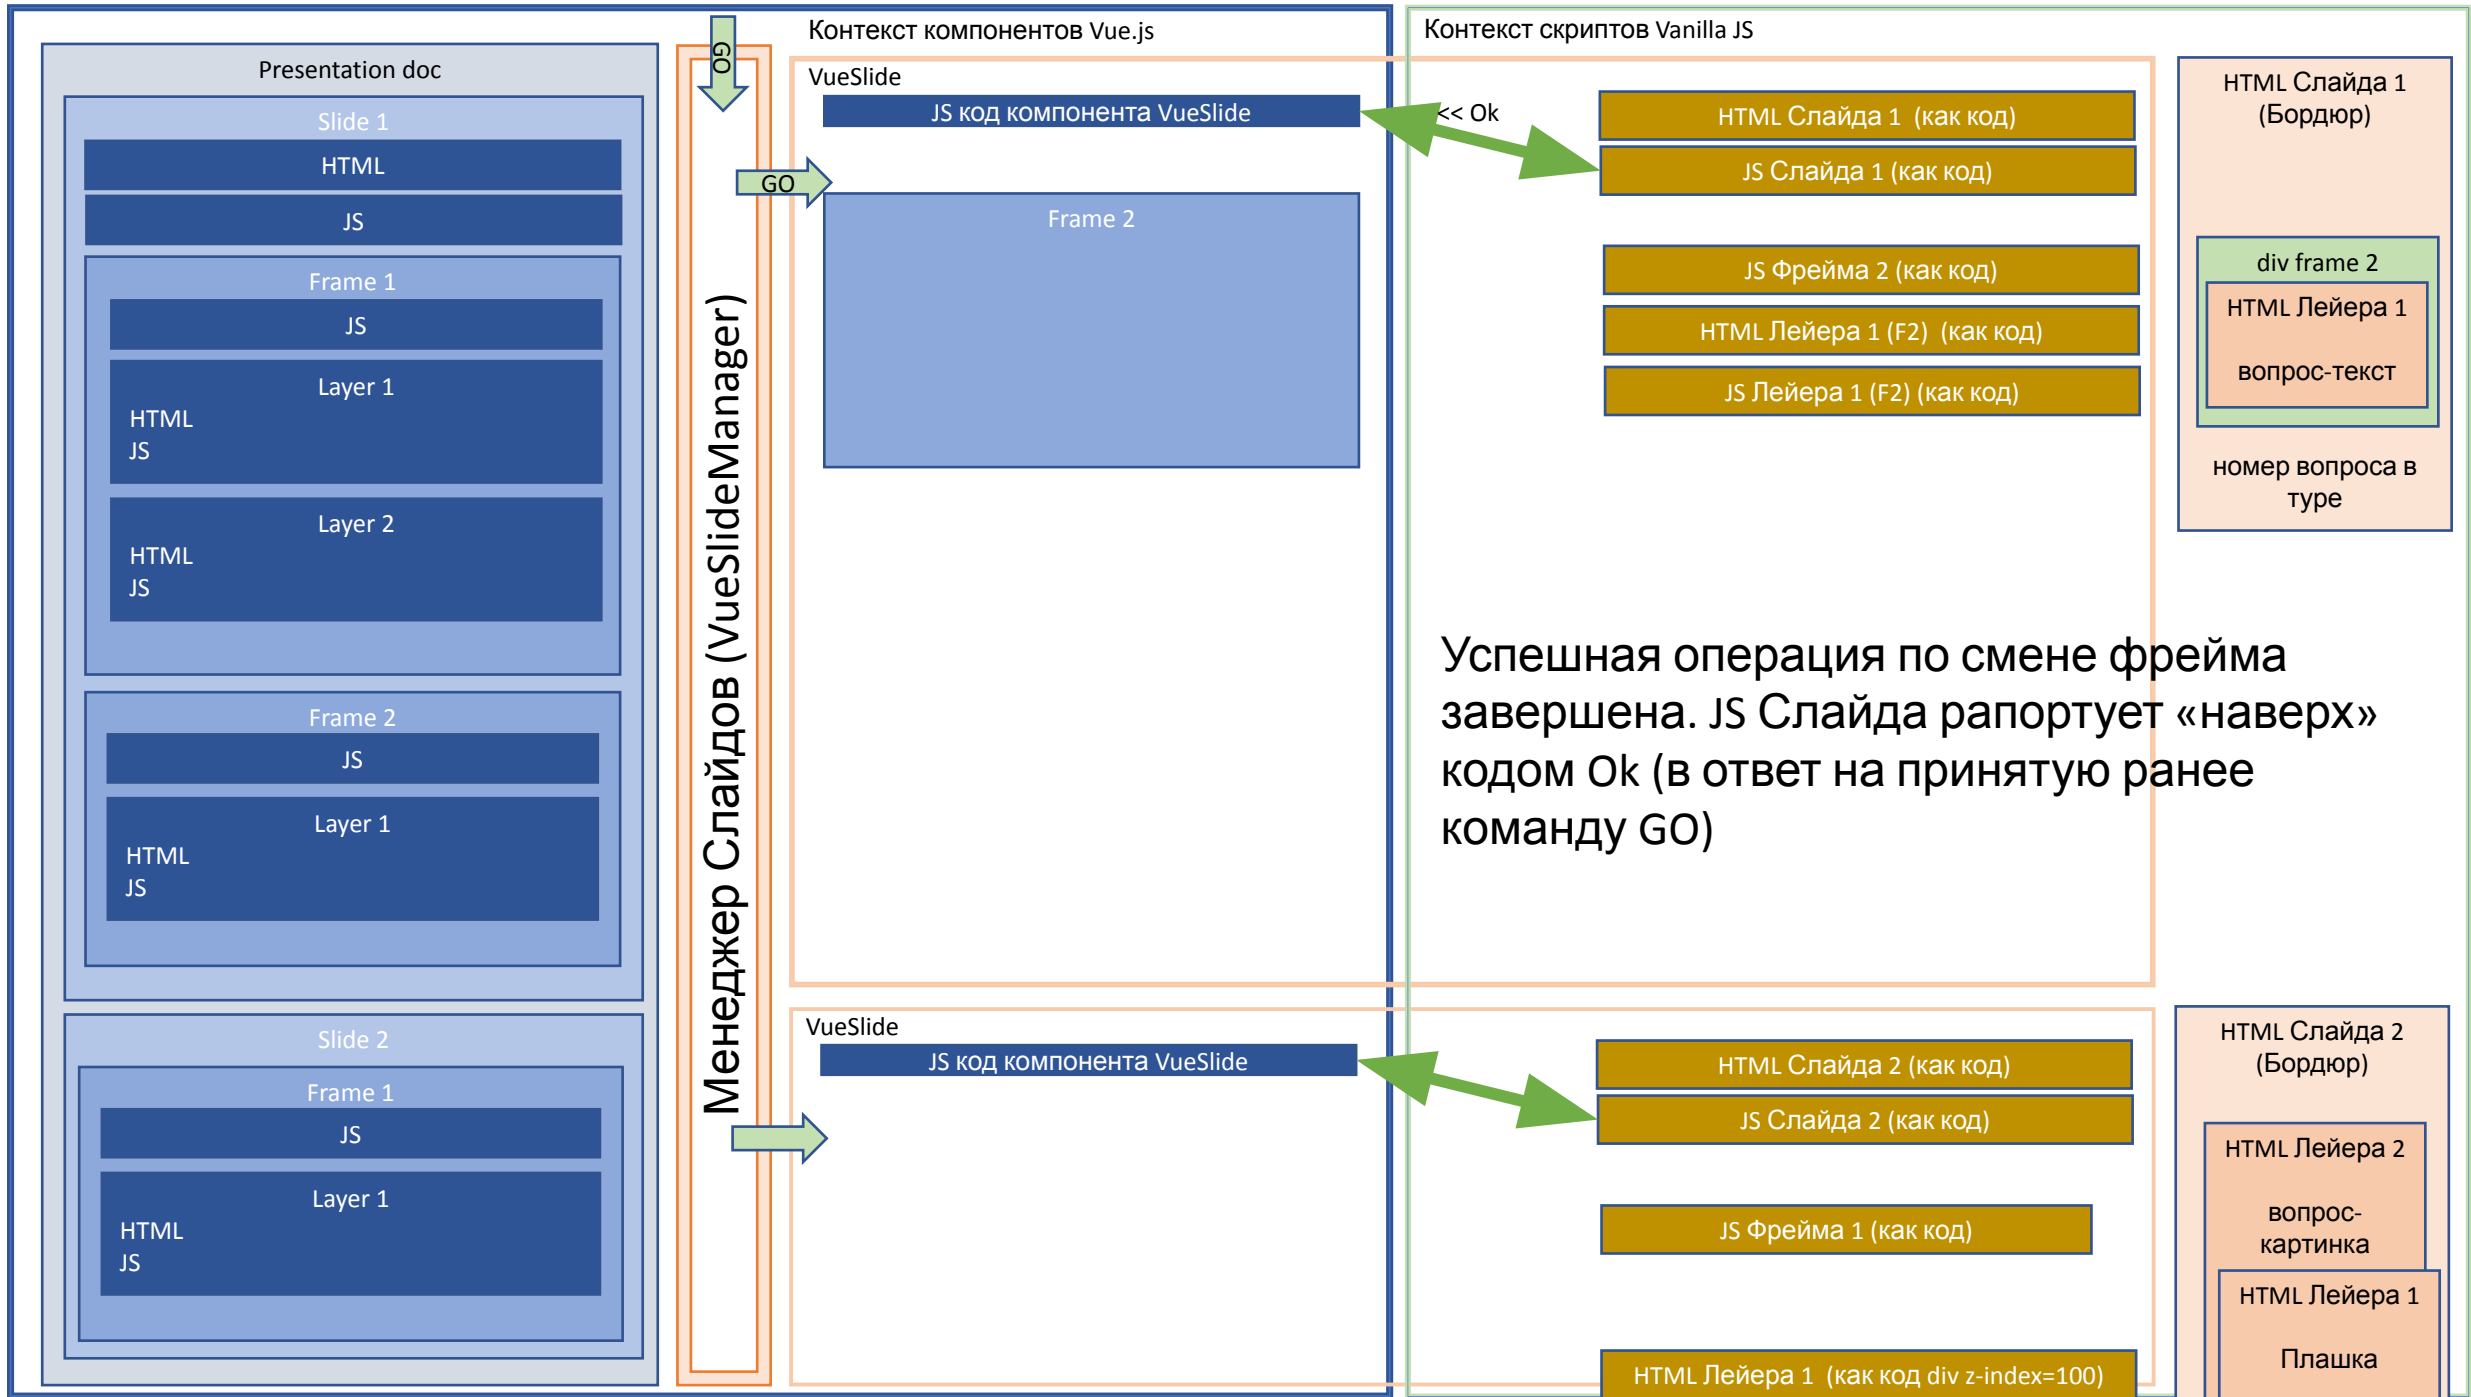 Контекст компонентов Vue.js
Контекст скриптов Vanilla JS
Presentation doc
Slide 1
HTML
JS
Frame 1
JS
Layer 1
HTML
JS
Layer 2
HTML
JS
Frame 2
JS
Layer 1
HTML
JS
Slide 2
Frame 1
JS
Layer 1
HTML
JS
GO
Менеджер Слайдов (VueSlideManager)
GO
VueSlide
JS код компонента VueSlide
Frame 2
<< Ok
HTML Слайда 1 (как код)
JS Слайда 1 (как код)
JS Фрейма 2 (как код)
HTML Лейера 1 (F2) (как код)
JS Лейера 1 (F2) (как код)
HTML Слайда 1
(Бордюр)
div frame 2
HTML Лейера 1
вопрос-текст
номер вопроса в
туре
Успешная операция по смене фрейма
завершена. JS Слайда рапортует «наверх»
кодом Ok (в ответ на принятую ранее
команду GO)
VueSlide
JS код компонента VueSlide
HTML Слайда 2 (как код)
JS Слайда 2 (как код)
JS Фрейма 1 (как код)
HTML Лейера 1 (как код div z-index=100)
HTML Слайда 2
(Бордюр)
HTML Лейера 2
вопрос-
картинка
HTML Лейера 1
Плашка